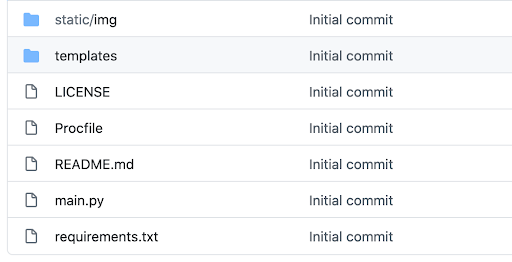 static/img Initial commit
templates Initial commit
LICENSE Initial commit
Procfile Initial commit
README.md Initial commit
main.py Initial commit
requirements.txt Initial commit